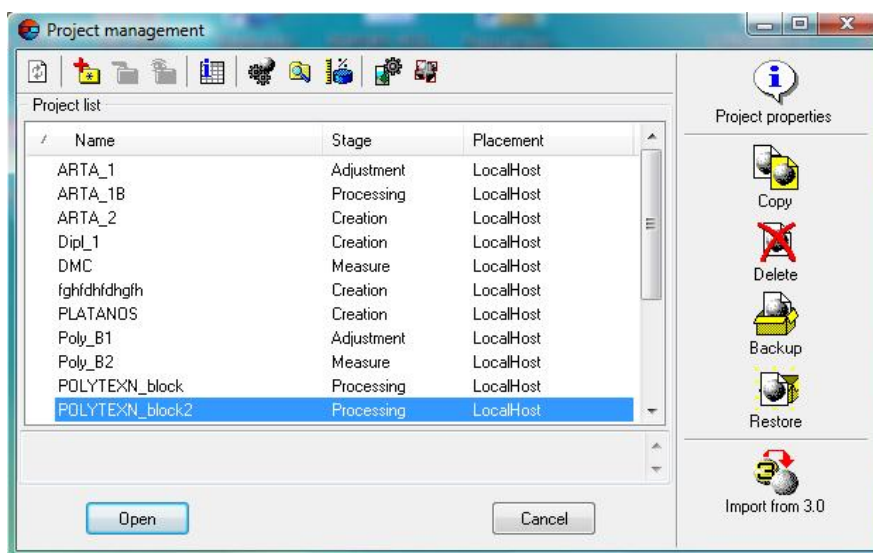 Project management
Project list
Name Stage Placement
ARTA_1 Adjustment LocalHost
ARTA_1B Processing LocalHost
ARTA_2 Creation LocalHost
Dipl_1 Creation LocalHost
DMC Measure LocalHost
fghfdhfdhgfh Creation LocalHost
PLATANOS Creation LocalHost
Poly_B1 Adjustment LocalHost
Poly_B2 Measure LocalHost
POLYTEXN_block Processing LocalHost
POLYTEXN_block2 Processing LocalHost
Open Cancel
Project properties
Copy
Delete
Backup
Restore
3
Import from 3.0